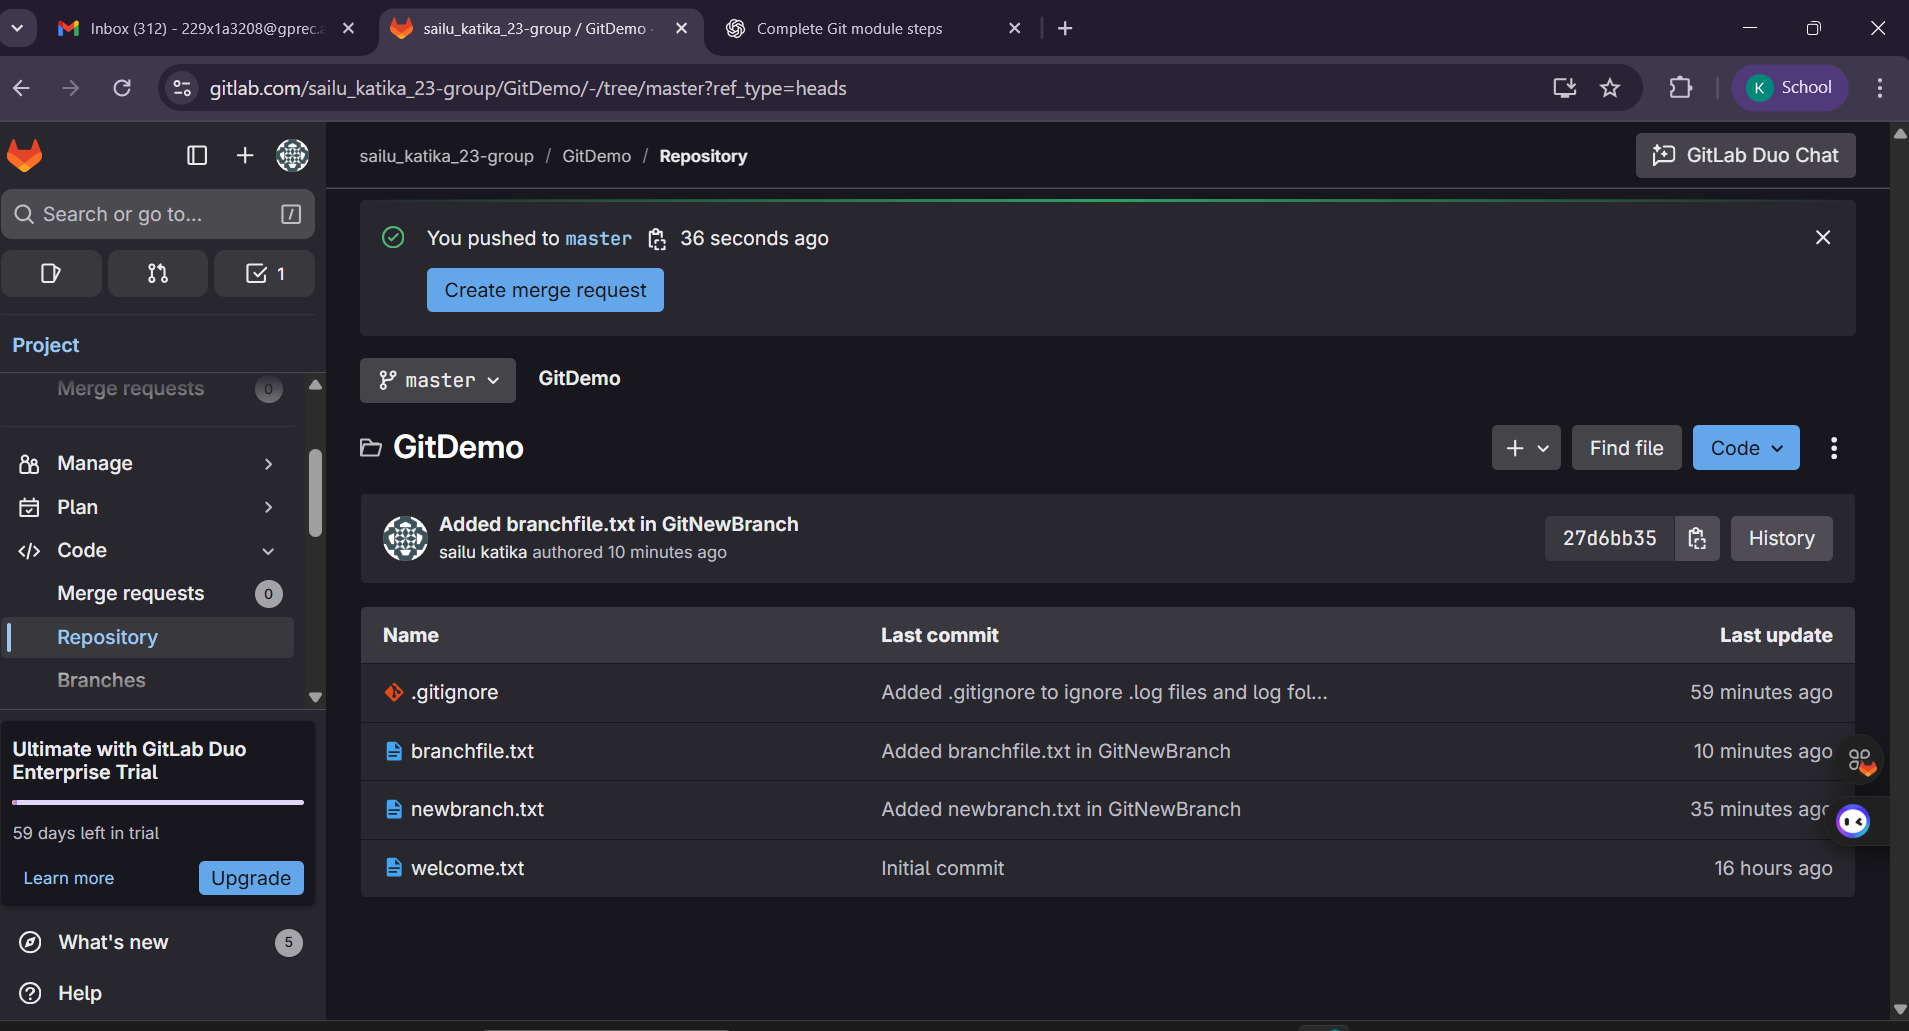 Inbox (312) - 229x1a3208@gprec.a
sailu_katika_23-group / GitDemo ·
Complete Git module steps
gitlab.com/sailu_katika_23-group/GitDemo/-/tree/master?ref_type=heads
K School
sailu_katika_23-group / GitDemo / Repository
GitLab Duo Chat
Search or go to...
/
1
Project
Merge requests 0
Manage
Plan
Code
Merge requests 0
Repository
Branches
Ultimate with GitLab Duo
Enterprise Trial
59 days left in trial
Learn more
Upgrade
What's new 5
Help
You pushed to master 36 seconds ago
Create merge request
master
GitDemo
GitDemo
Find file
Code
Added branchfile.txt in GitNewBranch
sailu katika authored 10 minutes ago
27d6bb35
History
Name Last commit Last update
.gitignore Added .gitignore to ignore .log files and log fol... 59 minutes ago
branchfile.txt Added branchfile.txt in GitNewBranch 10 minutes ago
newbranch.txt Added newbranch.txt in GitNewBranch 35 minutes ago
welcome.txt Initial commit 16 hours ago